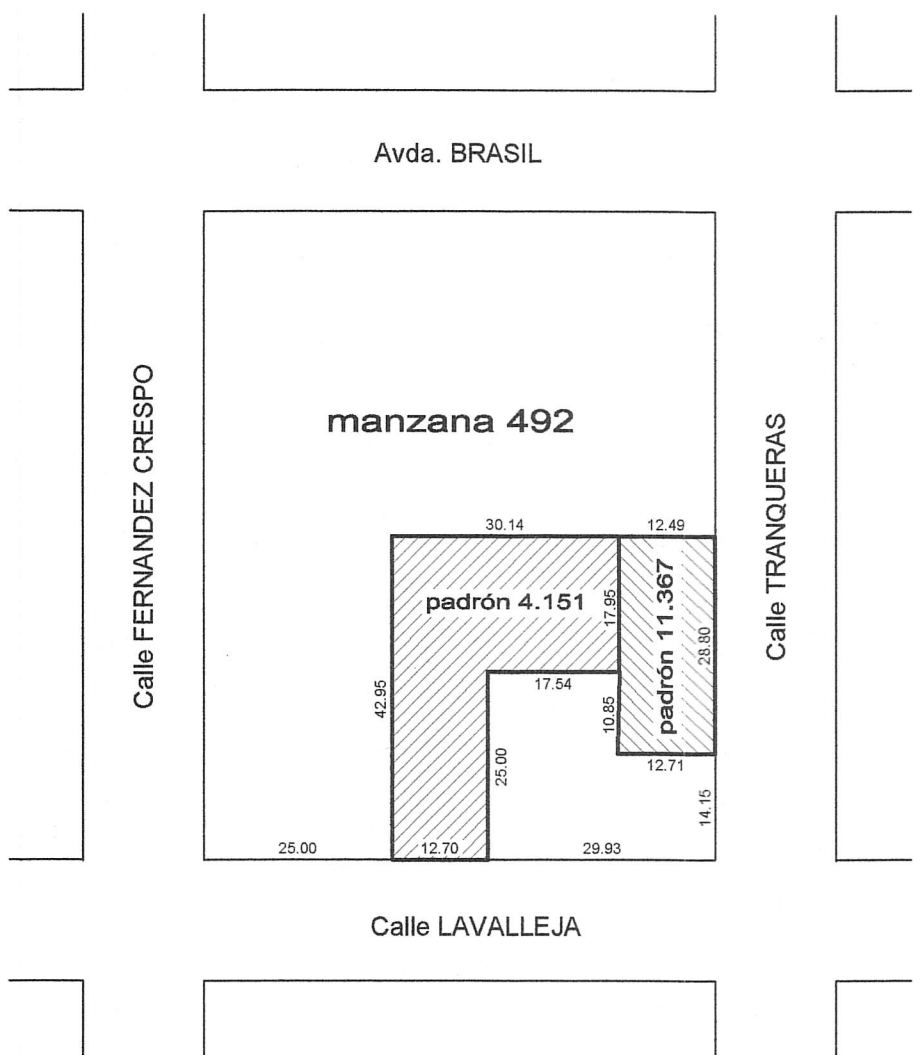 Avda. BRASIL
Calle FERNANDEZ CRESPO
manzana 492
Calle TRANQUERAS
30.14
12.49
padrón 4.151
17.95
padrón 11.367
28.80
17.54
42.95
10.85
25.00
12.71
14.15
25.00
12.70
29.93
Calle LAVALLEJA